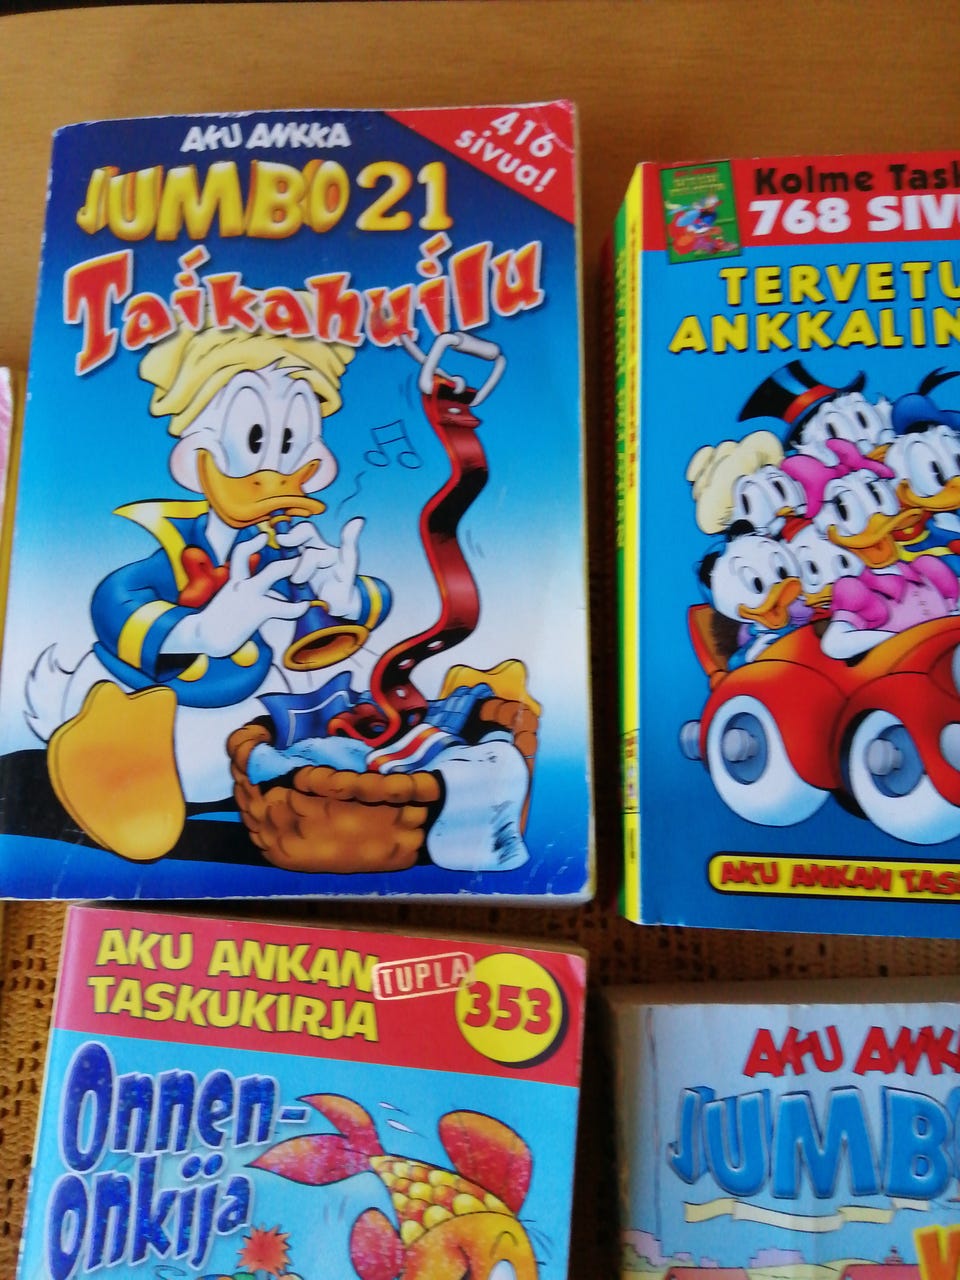 AKU ANKKA
416
sivua!
JUMBO 21
Taikahuilu
Kolme Task
768 SIVU
TERVETU
ANKKALIN
AKU ANKAN TAS
AKU ANKAN
TASKUKIRJA
TUPLA
353
Onnen-
onkija
AKU ANK
JUMB